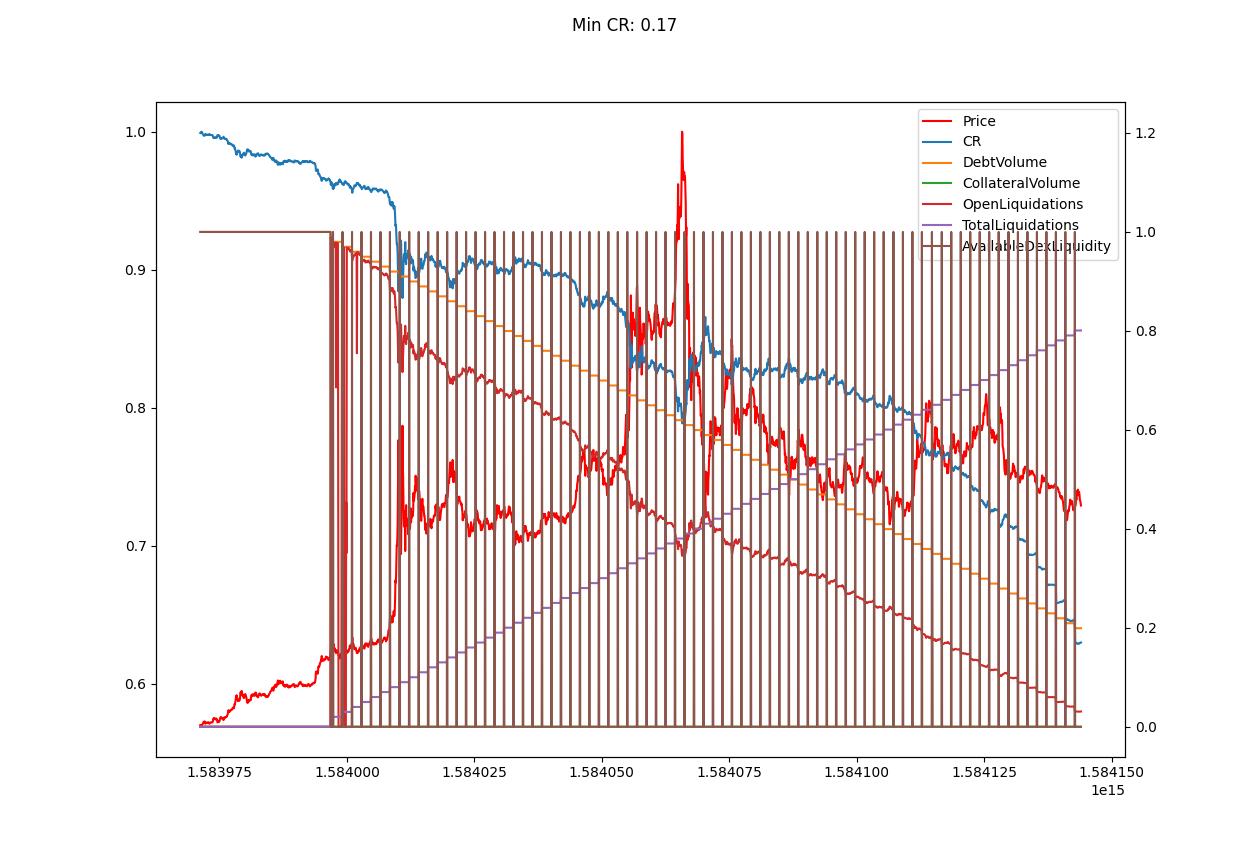 Min CR: 0.17
1.0
0.9
0.8
0.7
0.6
1.2
1.0
0.8
0.6
0.4
0.2
0.0
Price
CR
DebtVolume
CollateralVolume
OpenLiquidations
TotalLiquidations
AvailableDexLiquidity
1.583975 1.584000 1.584025 1.584050 1.584075 1.584100 1.584125 1.584150
1e15